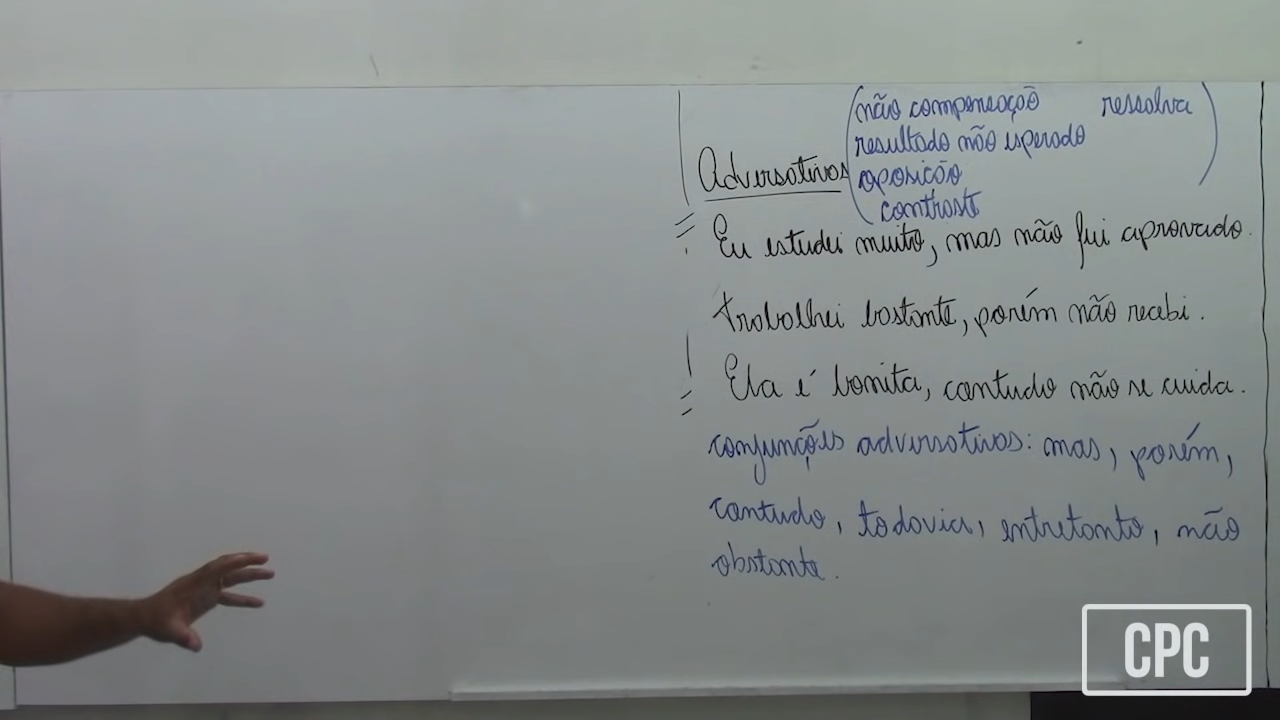 não compensação ressalva
resultado não esperado
Adversativas oposição
contraste
Eu estudei muito, mas não fui aprovado.
Trabalhei bastante, porém não recebi.
Ela é bonita, contudo não se cuida.
conjunções adversativas: mas, porém,
contudo, todavia, entretanto, não
obstante.
CPC